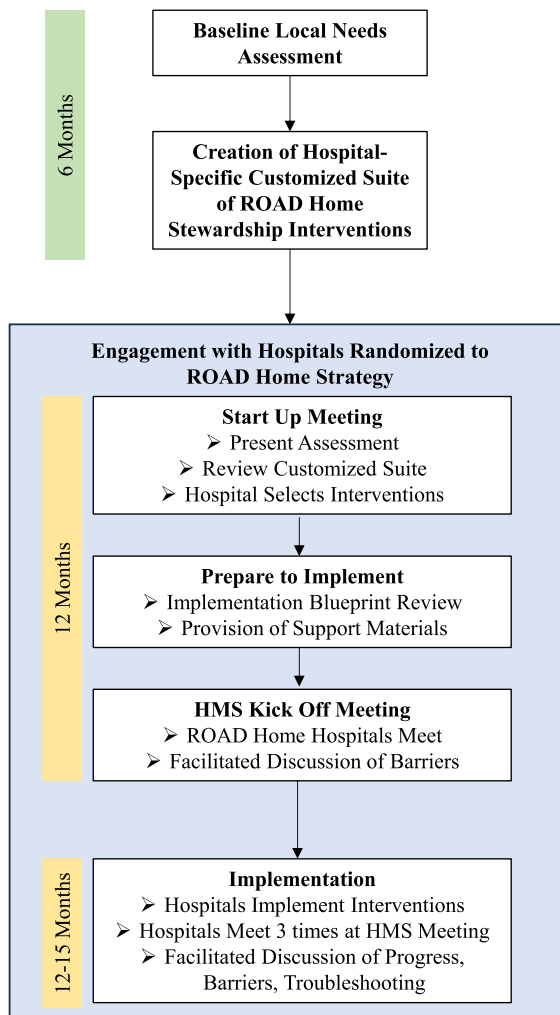 6 Months
Baseline Local Needs
Assessment
Creation of Hospital-
Specific Customized Suite
of ROAD Home
Stewardship Interventions
Engagement with Hospitals Randomized to
ROAD Home Strategy
12 Months
Start Up Meeting
➢ Present Assessment
➢ Review Customized Suite
➢ Hospital Selects Interventions
Prepare to Implement
➢ Implementation Blueprint Review
➢ Provision of Support Materials
HMS Kick Off Meeting
➢ ROAD Home Hospitals Meet
➢ Facilitated Discussion of Barriers
12-15 Months
Implementation
➢ Hospitals Implement Interventions
➢ Hospitals Meet 3 times at HMS Meeting
➢ Facilitated Discussion of Progress,
Barriers, Troubleshooting